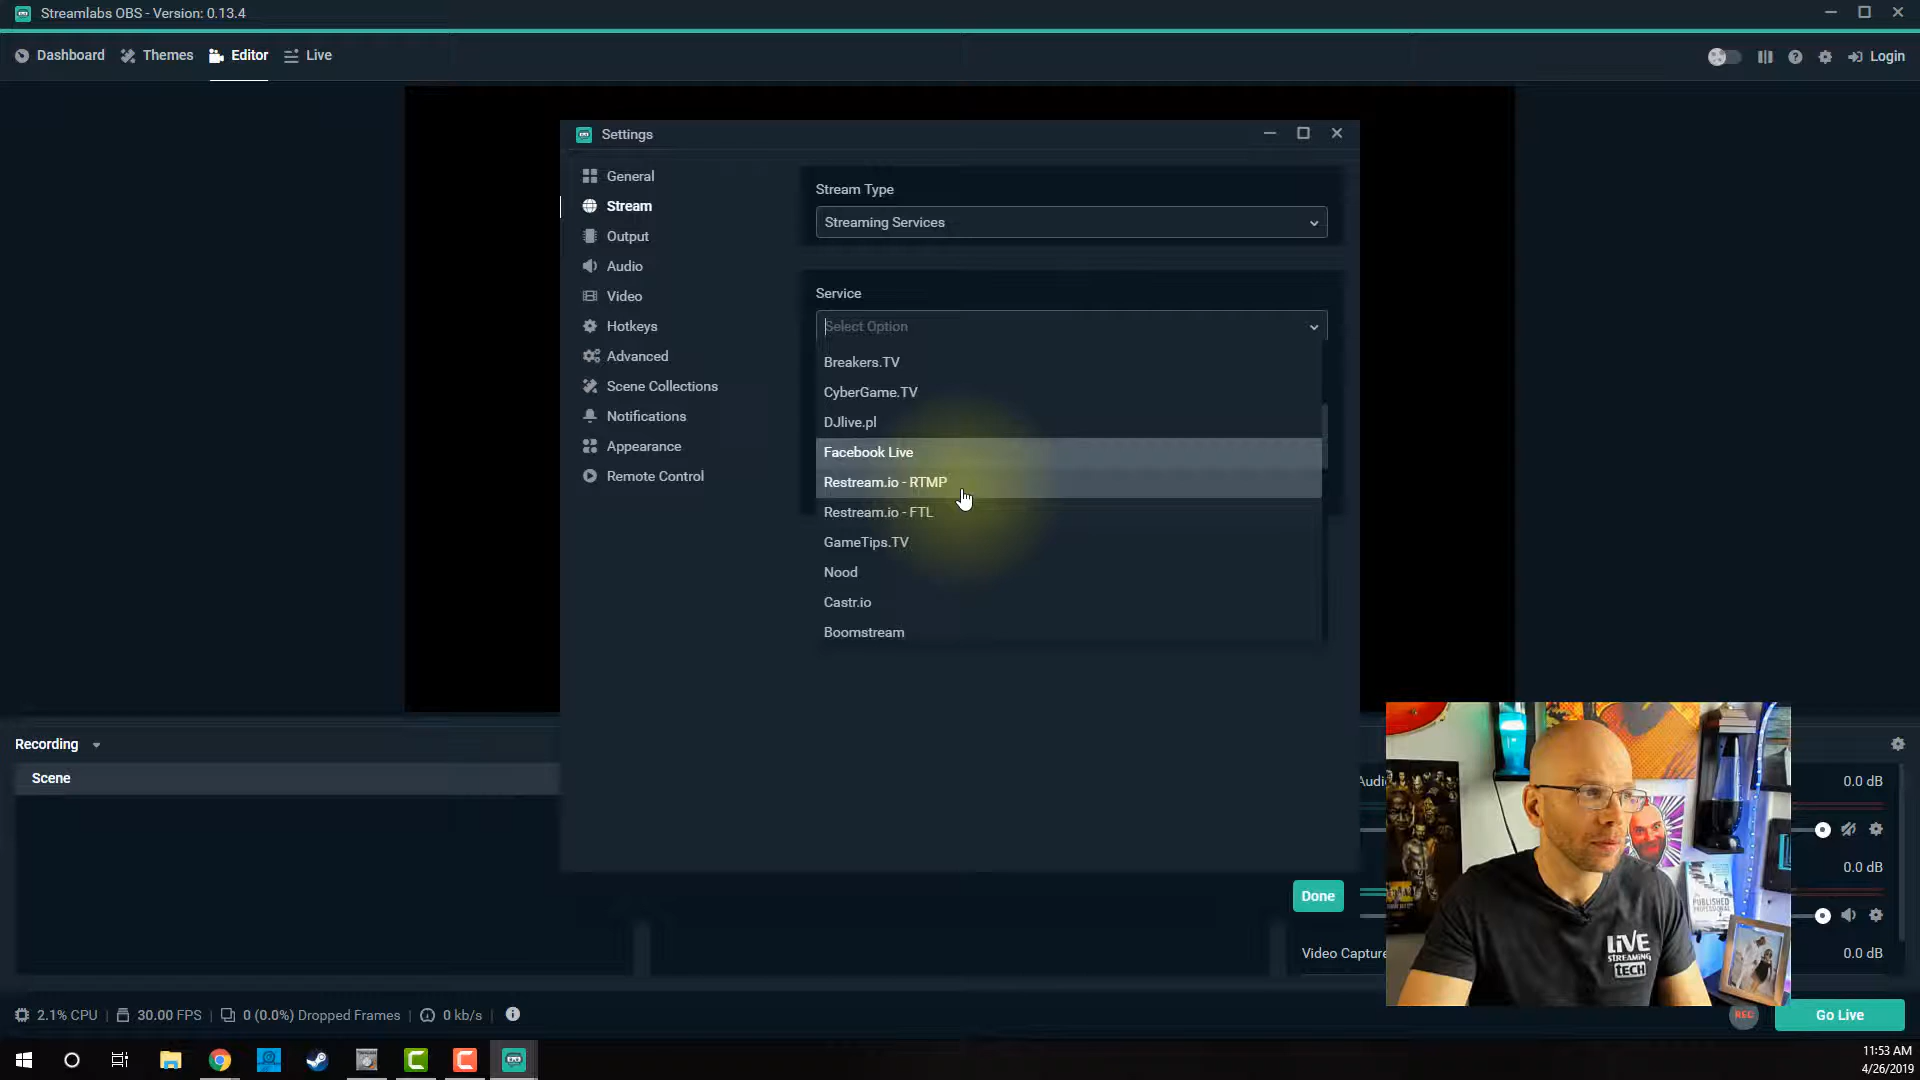 Streamlabs OBS - Version: 0.13.4
Dashboard
Themes
Editor
Live
Login
Settings
General
Stream
Output
Audio
Video
Hotkeys
Advanced
Scene Collections
Notifications
Appearance
Remote Control
Stream Type
Streaming Services
Service
Select Option
Breakers.TV
CyberGame.TV
DJlive.pl
Facebook Live
Restream.io - RTMP
Restream.io - FTL
GameTips.TV
Nood
Castr.io
Boomstream
Done
Recording
Scene
Audio
0.0 dB
0.0 dB
Video Capture
0.0 dB
PUBLISHED
PROFESSIONAL
LiVE
STREAMING
tECH
2.1% CPU
30.00 FPS
0 (0.0%) Dropped Frames
0 kb/s
REC
Go Live
11:53 AM
4/26/2019